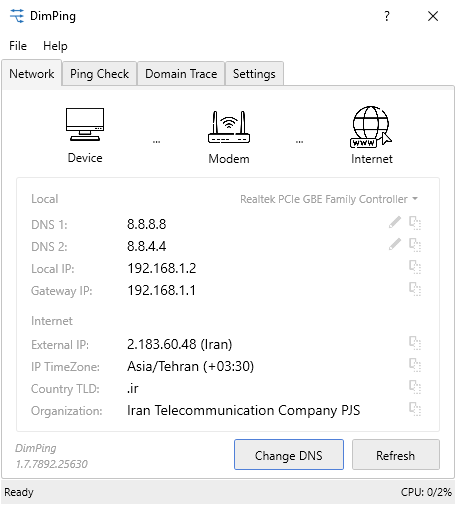 DimPing ? ×
File Help
Network Ping Check Domain Trace Settings
... ...
www
Device Modem Internet
Local Realtek PCIe GBE Family Controller
DNS 1: 8.8.8.8
DNS 2: 8.8.4.4
Local IP: 192.168.1.2
Gateway IP: 192.168.1.1
Internet
External IP: 2.183.60.48 (Iran)
IP TimeZone: Asia/Tehran (+03:30)
Country TLD: .ir
Organization: Iran Telecommunication Company PJS
DimPing
1.7.7892.25630
Change DNS Refresh
Ready CPU: 0/2%